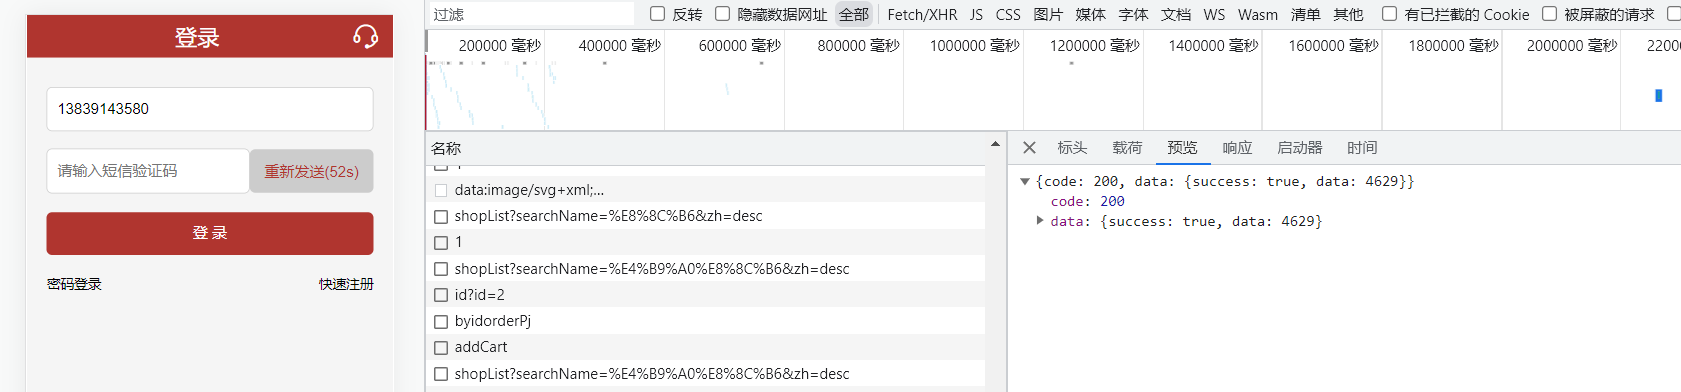 登录
13839143580
请输入短信验证码
重新发送(52s)
登 录
密码登录
快速注册
过滤
反转
隐藏数据网址
全部
Fetch/XHR
JS
CSS
图片
媒体
字体
文档
WS
Wasm
清单
其他
有已拦截的 Cookie
被屏蔽的请求
200000 毫秒
400000 毫秒
600000 毫秒
800000 毫秒
1000000 毫秒
1200000 毫秒
1400000 毫秒
1600000 毫秒
1800000 毫秒
2000000 毫秒
2200
名称
data:image/svg+xml;...
shopList?searchName=%E8%8C%B6&zh=desc
1
shopList?searchName=%E4%B9%A0%E8%8C%B6&zh=desc
id?id=2
byidorderPj
addCart
shopList?searchName=%E4%B9%A0%E8%8C%B6&zh=desc
标头
载荷
预览
响应
启动器
时间
{code: 200, data: {success: true, data: 4629}}
code: 200
data: {success: true, data: 4629}